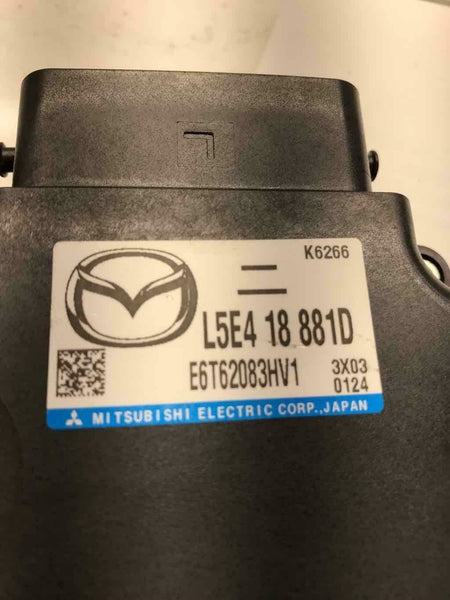 L
K6266
L5E4 18 881D
E6T62083HV1
3X03
0124
MITSUBISHI ELECTRIC CORP.,JAPAN